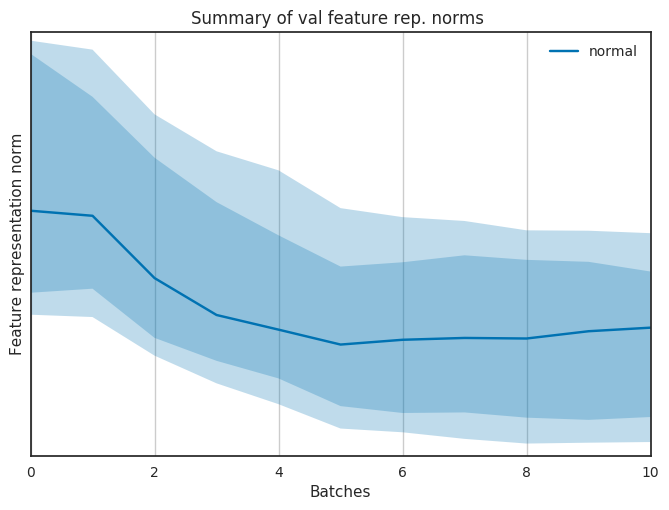 Summary of val feature rep. norms
normal
Feature representation norm
0 2 4 6 8 10
Batches